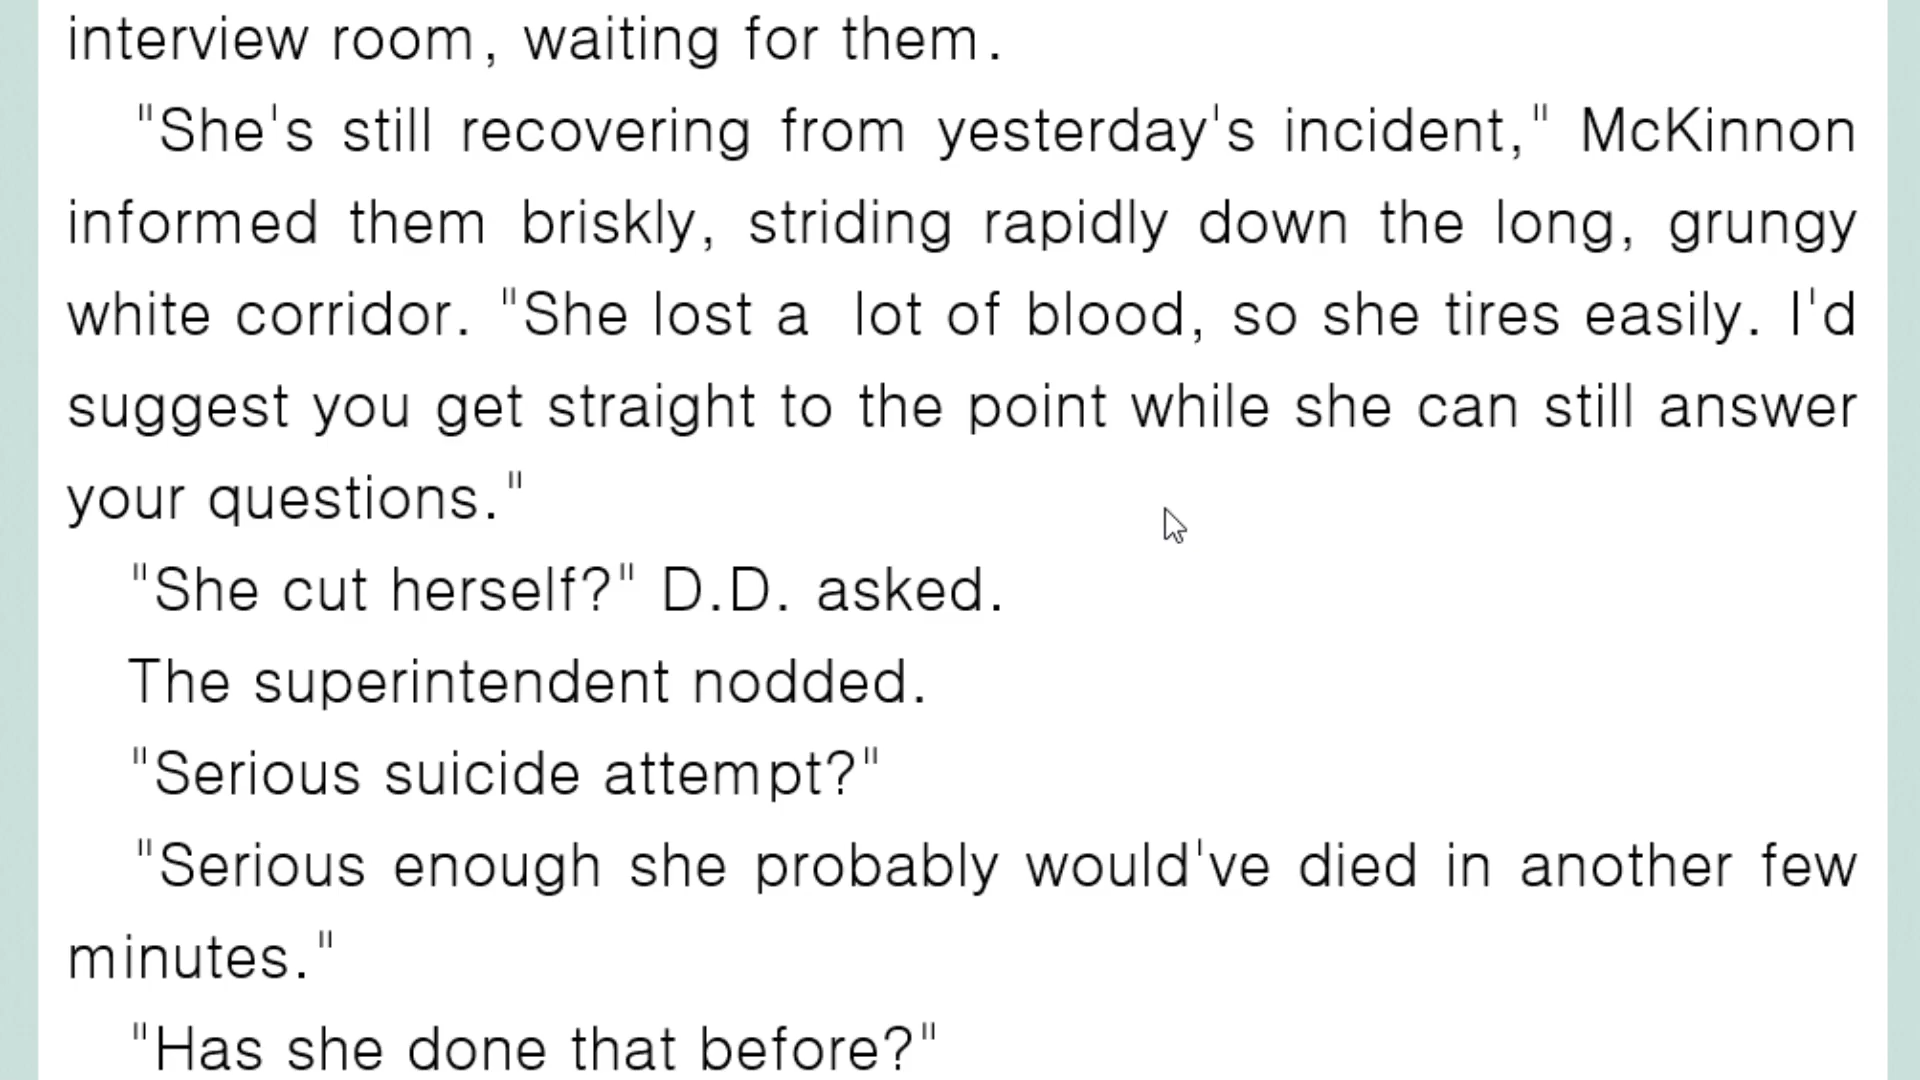 interview room, waiting for them.
"She's still recovering from yesterday's incident," McKinnon
informed them briskly, striding rapidly down the long, grungy
white corridor. "She lost a lot of blood, so she tires easily. I'd
suggest you get straight to the point while she can still answer
your questions."
"She cut herself?" D.D. asked.
The superintendent nodded.
"Serious suicide attempt?"
"Serious enough she probably would've died in another few
minutes."
"Has she done that before?"